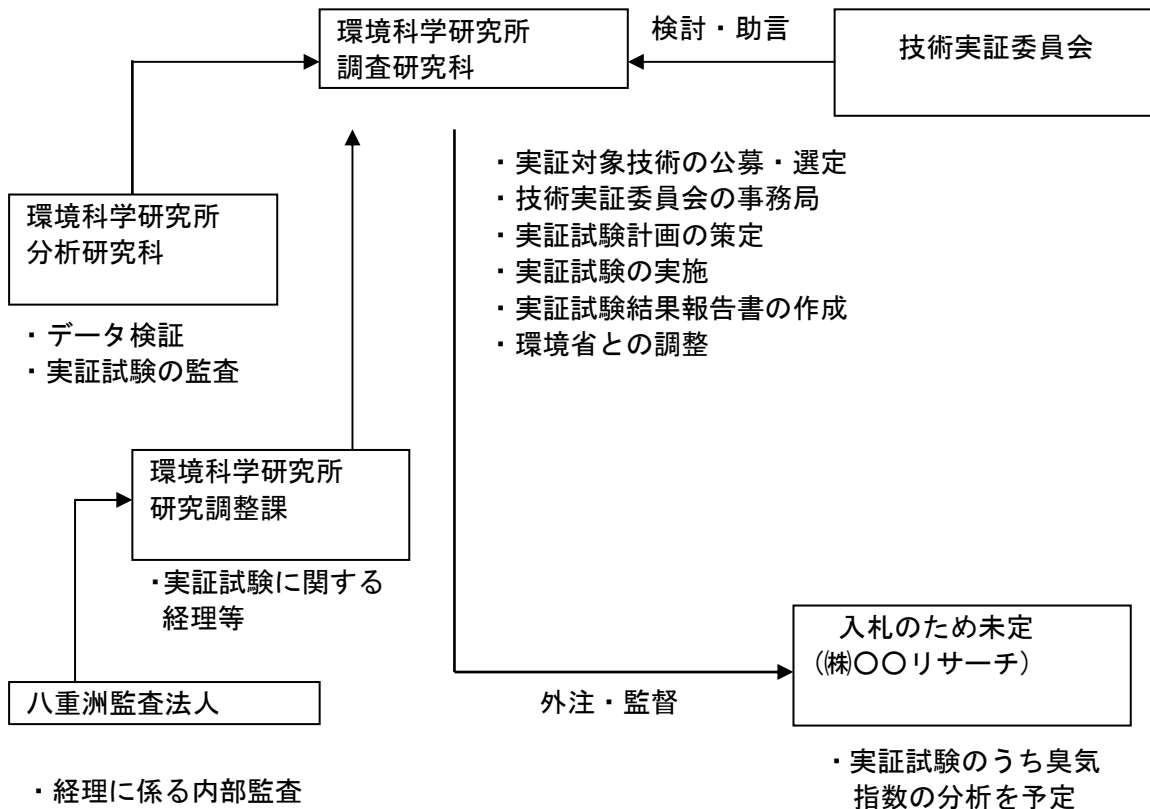 環境科学研究所
調査研究科
検討・助言
技術実証委員会
・実証対象技術の公募・選定
・技術実証委員会の事務局
・実証試験計画の策定
・実証試験の実施
・実証試験結果報告書の作成
・環境省との調整
環境科学研究所
分析研究科
・データ検証
・実証試験の監査
環境科学研究所
研究調整課
・実証試験に関する
経理等
八重洲監査法人
・経理に係る内部監査
外注・監督
入札のため未定
(㈱〇〇リサーチ)
・実証試験のうち臭気
指数の分析を予定